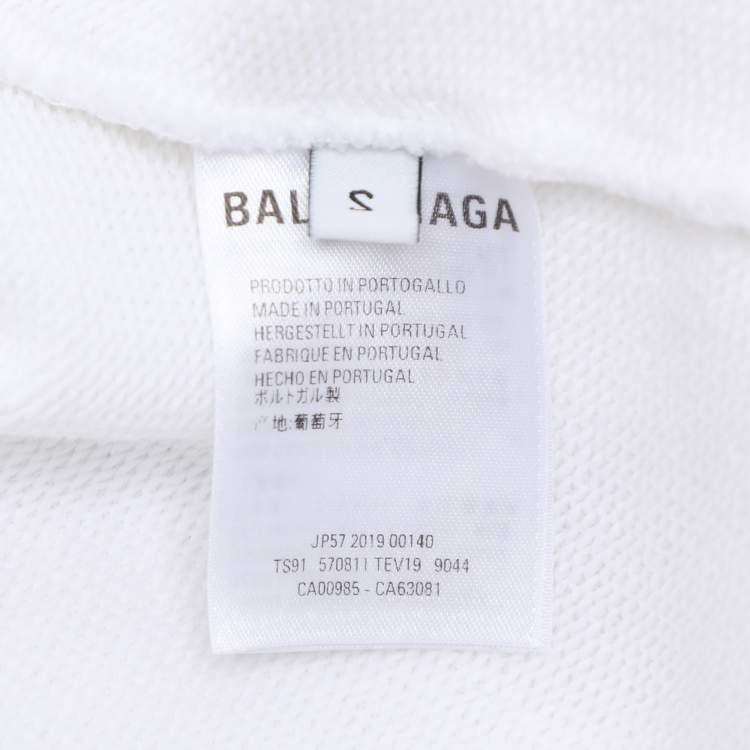 BAL AGA
2
PRODOTTO IN PORTOGALLO
MADE IN PORTUGAL
HERGESTELLT IN PORTUGAL
FABRIQUE EN PORTUGAL
HECHO EN PORTUGAL
ポルトガル製
产地:葡萄牙
JP57 2019 00140
TS91 570811 TEV19 9044
CA00985 - CA63081